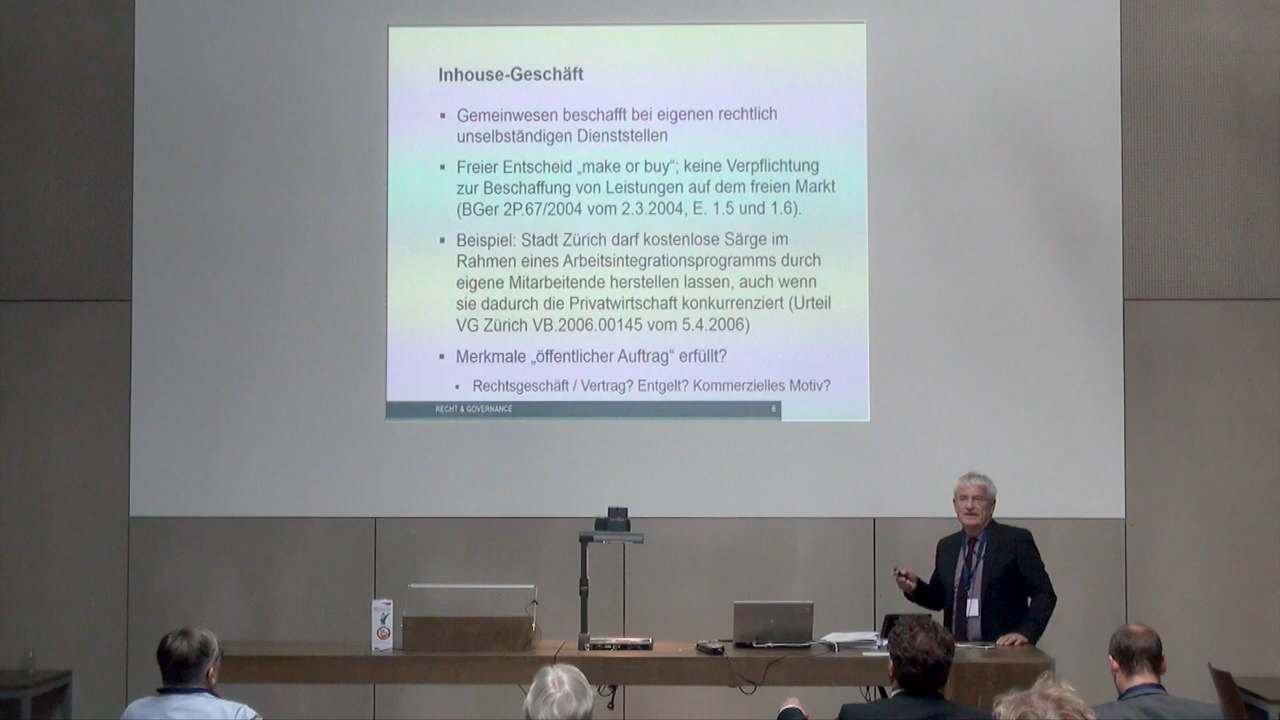 Inhouse-Geschäft
▪ Gemeinwesen beschafft bei eigenen rechtlich
unselbständigen Dienststellen
▪ Freier Entscheid „make or buy“; keine Verpflichtung
zur Beschaffung von Leistungen auf dem freien Markt
(BGer 2P.67/2004 vom 2.3.2004, E. 1.5 und 1.6).
▪ Beispiel: Stadt Zürich darf kostenlose Särge im
Rahmen eines Arbeitsintegrationsprogramms durch
eigene Mitarbeitende herstellen lassen, auch wenn
sie dadurch die Privatwirtschaft konkurrenziert (Urteil
VG Zürich VB.2006.00145 vom 5.4.2006)
▪ Merkmale „öffentlicher Auftrag“ erfüllt?
▪ Rechtsgeschäft / Vertrag? Entgelt? Kommerzielles Motiv?
RECHT & GOVERNANCE 6